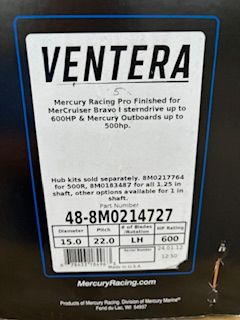 VENTERA
5
Mercury Racing Pro Finished for
MerCruiser Bravo I sterndrive up to
600HP & Mercury Outboards up to
500hp.
Hub kits sold separately. 8M0217764
for 500R, 8M0183487 for all 1.25 in
shaft, other options available for 1 in
shaft.
Part Number
48-8M0214727
Diameter Pitch # of Blades /Rotation HP Rating
15.0 22.0 LH 600
Made in U.S.A.
12:50
MercuryRacing.com
Products of Mercury Racing, Division of Mercury Marine
Fond du Lac, WI 54937